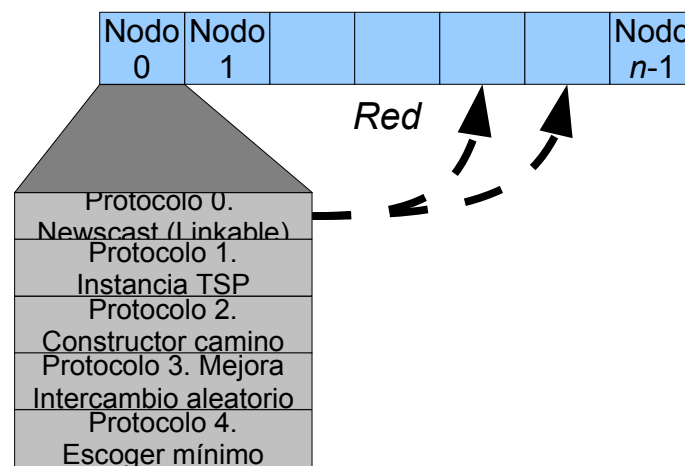 Nodo
0
Nodo
1
Nodo
n-1
Red
Protocolo 0.
Newscast (Linkable)
Protocolo 1.
Instancia TSP
Protocolo 2.
Constructor camino
Protocolo 3. Mejora
Intercambio aleatorio
Protocolo 4.
Escoger mínimo